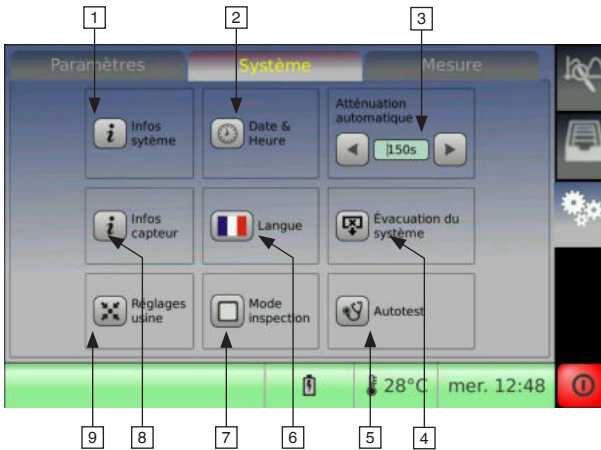 1
2
3
Paramètres
Système
Mesure
Infos
sytème
Date &
Heure
Atténuation
automatique
150s
Infos
capteur
Langue
Évacuation du
système
Réglages
usine
Mode
inspection
Autotest
28°C
mer. 12:48
9
8
7
6
5
4